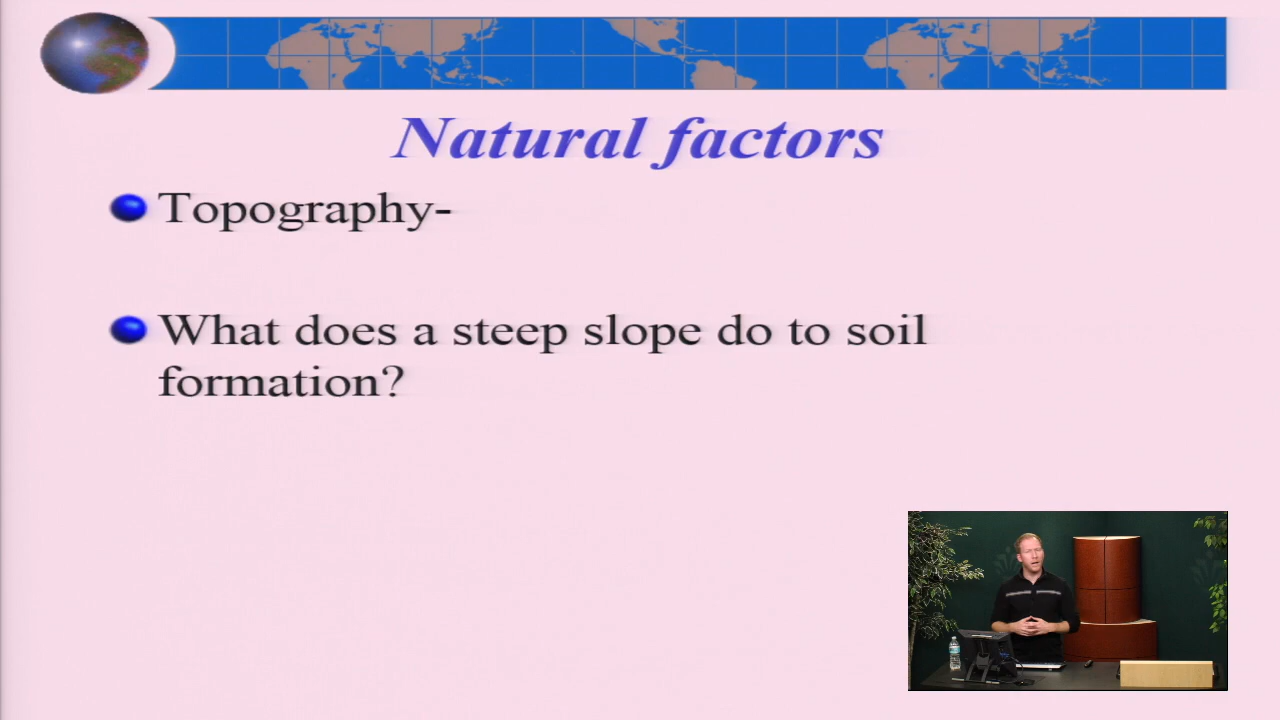 Natural factors
Topography-
What does a steep slope do to soil
formation?